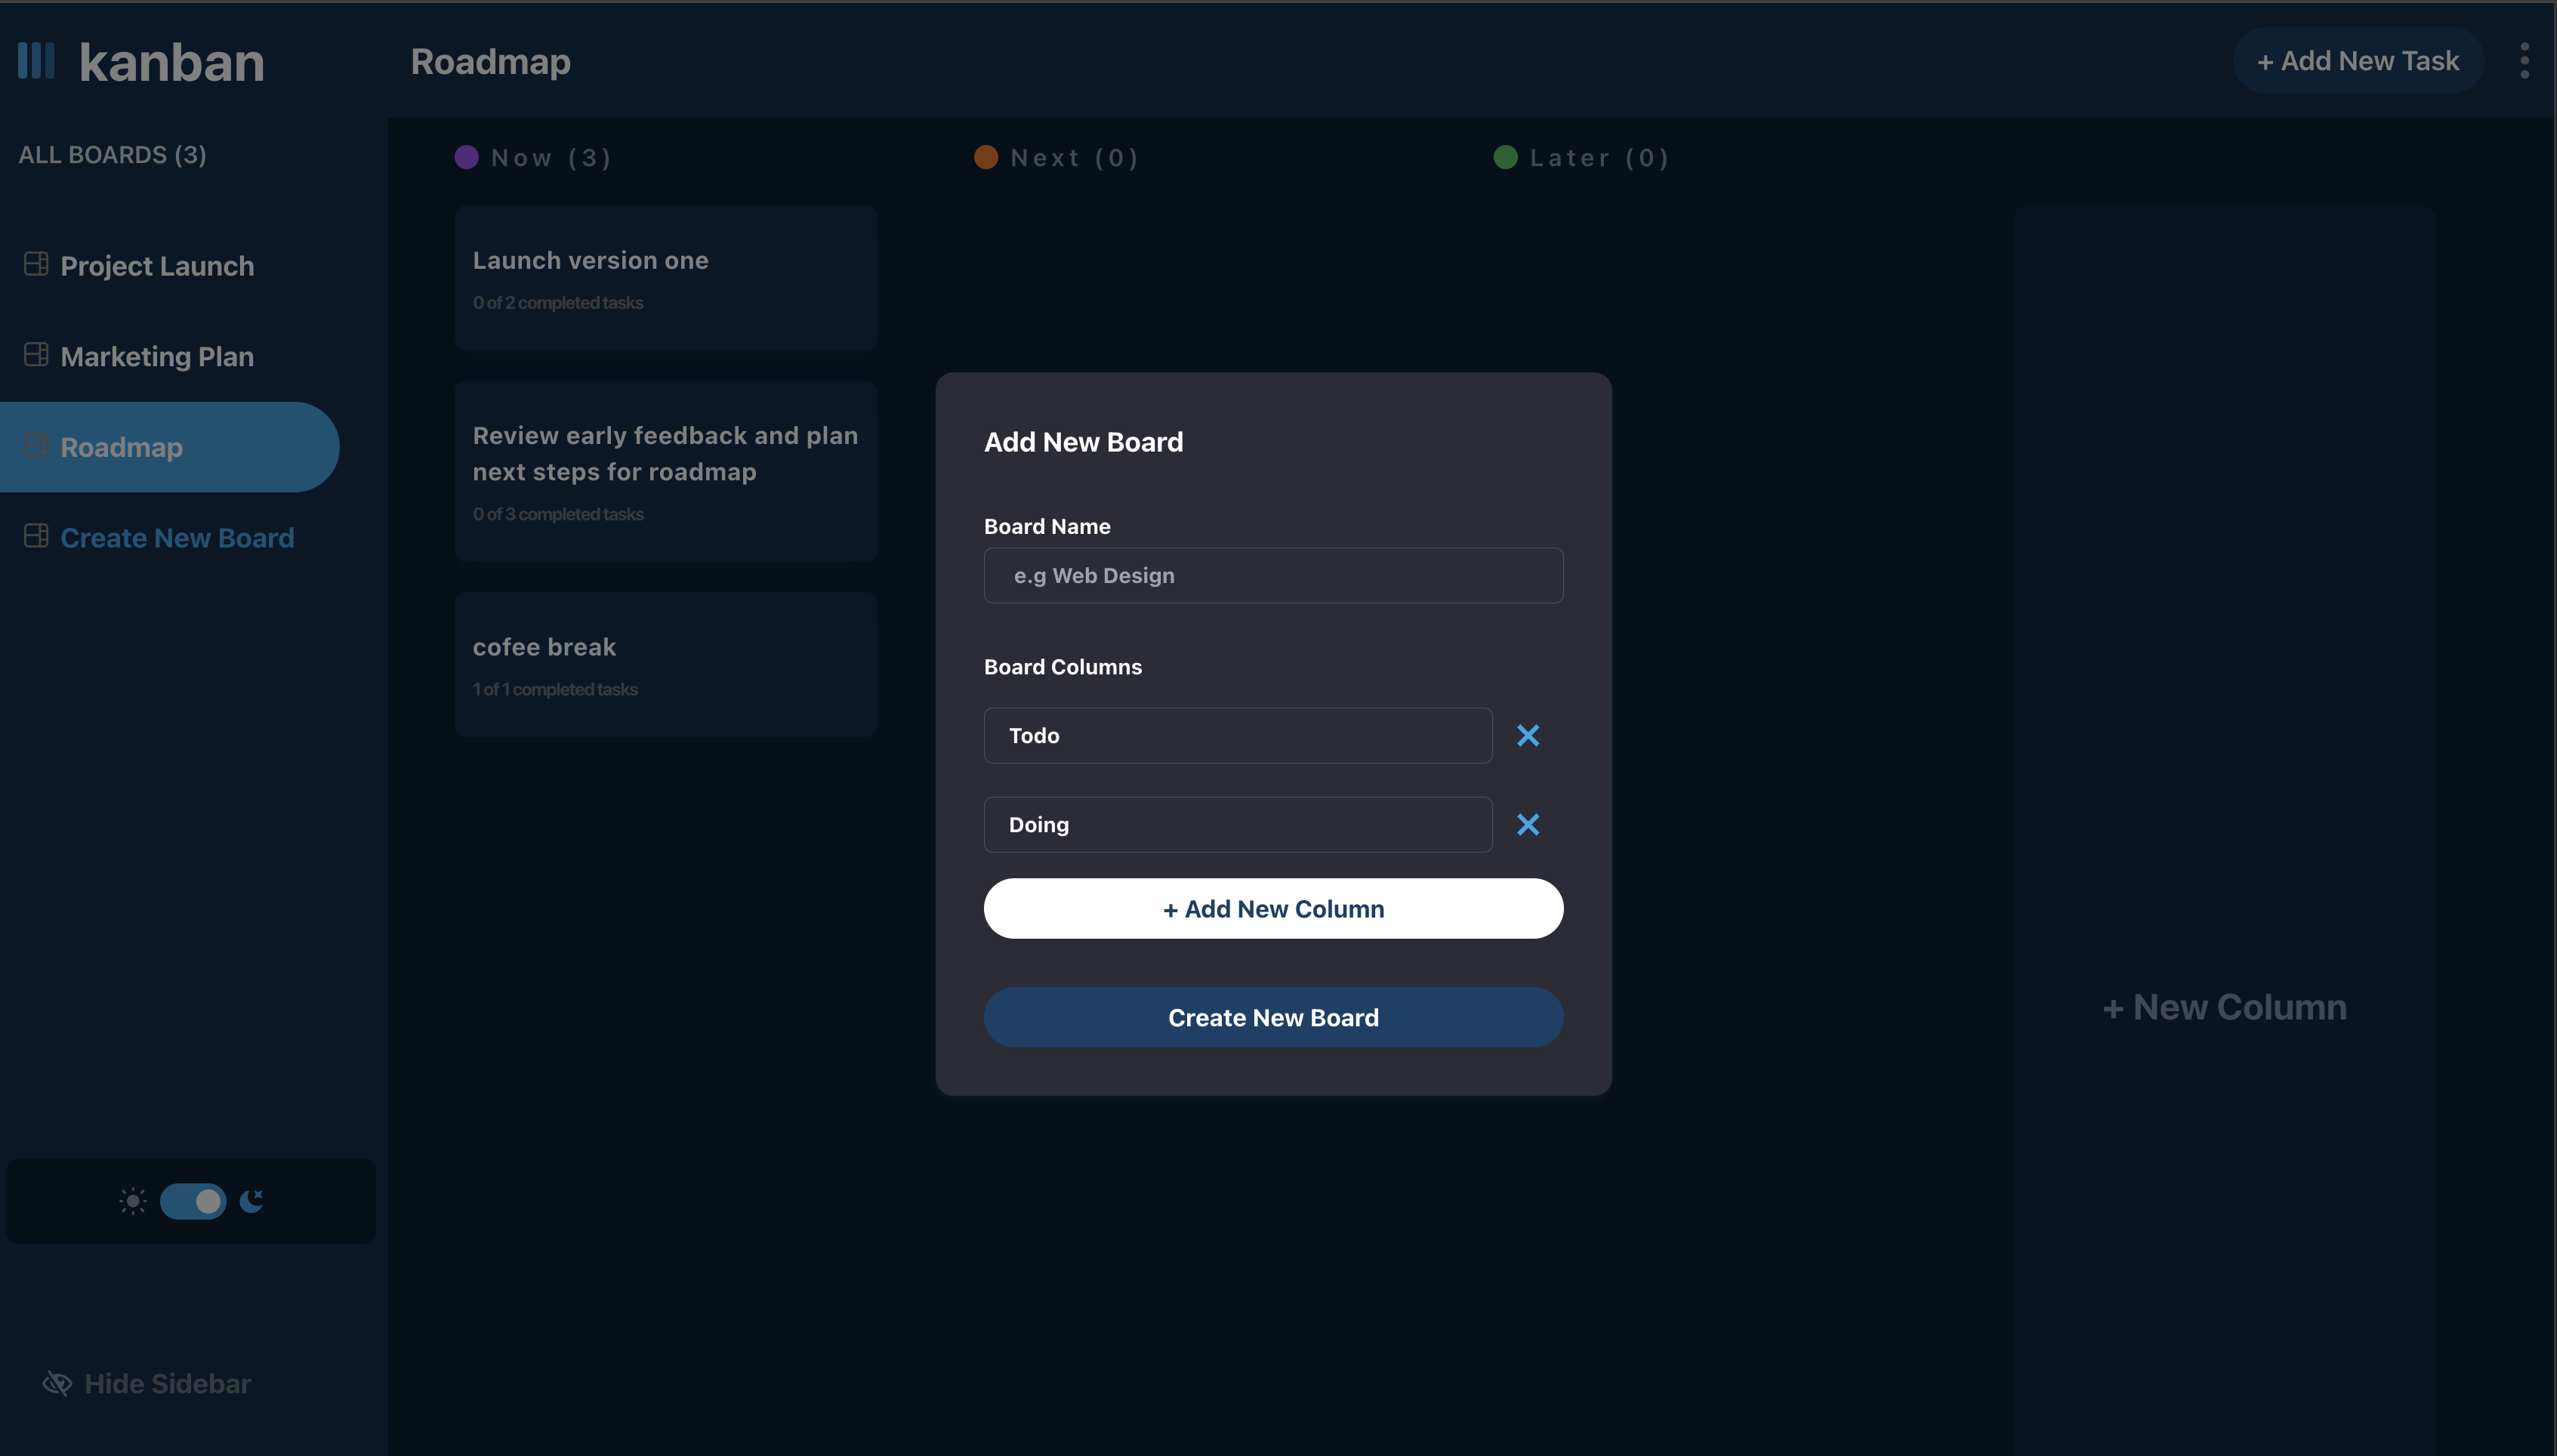 kanban
Roadmap
+ Add New Task
ALL BOARDS (3)
Project Launch
Marketing Plan
Roadmap
Create New Board
Now (3)
Launch version one
0 of 2 completed tasks
Review early feedback and plan
next steps for roadmap
0 of 3 completed tasks
cofee break
1 of 1 completed tasks
Next (0)
Later (0)
+ New Column
Add New Board
Board Name
e.g Web Design
Board Columns
Todo
Doing
+ Add New Column
Create New Board
Hide Sidebar